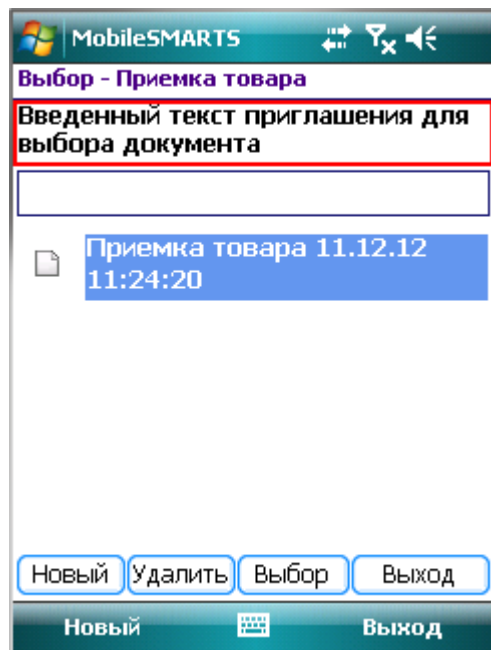 MobileSMARTS
Выбор - Приемка товара
Введенный текст приглашения для
выбора документа
Приемка товара 11.12.12
11:24:20
Новый Удалить Выбор Выход
Новый Выход